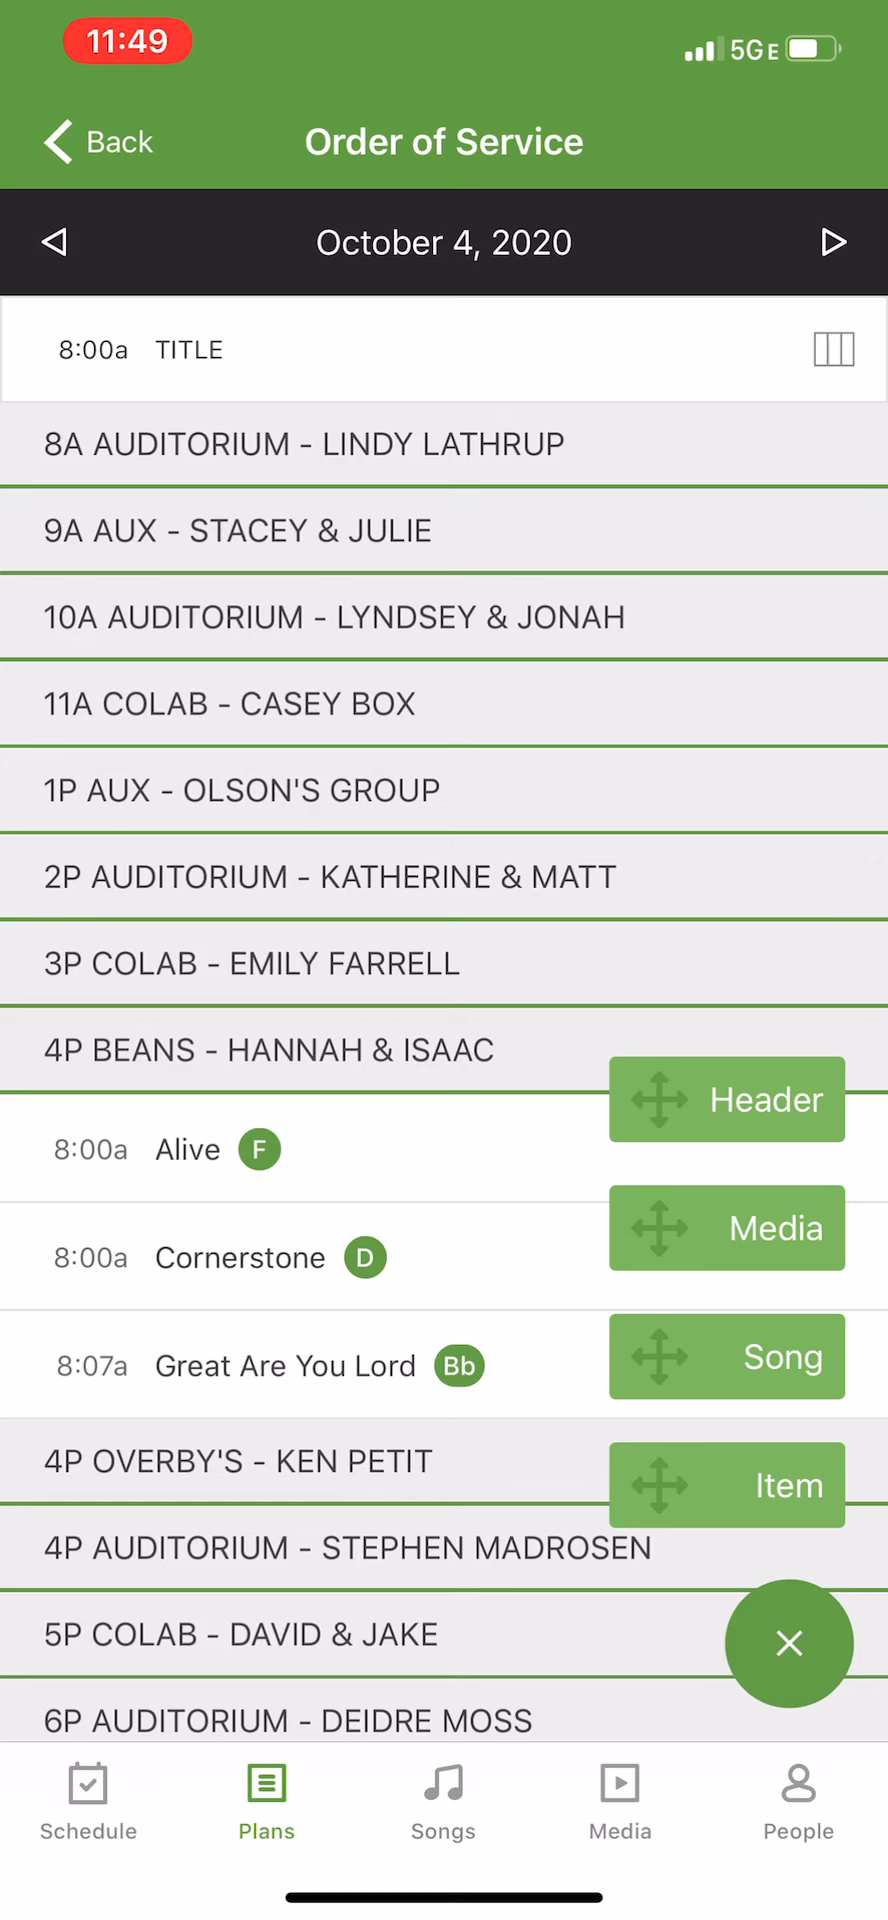 11:49
5GE
Back
Order of Service
October 4, 2020
8:00a TITLE
8A AUDITORIUM - LINDY LATHRUP
9A AUX - STACEY & JULIE
10A AUDITORIUM - LYNDSEY & JONAH
11A COLAB - CASEY BOX
1P AUX - OLSON'S GROUP
2P AUDITORIUM - KATHERINE & MATT
3P COLAB - EMILY FARRELL
4P BEANS - HANNAH & ISAAC
Header
8:00a Alive F
Media
8:00a Cornerstone D
Song
8:07a Great Are You Lord Bb
4P OVERBY'S - KEN PETIT
Item
4P AUDITORIUM - STEPHEN MADROSEN
5P COLAB - DAVID & JAKE
6P AUDITORIUM - DEIDRE MOSS
Schedule Plans Songs Media People